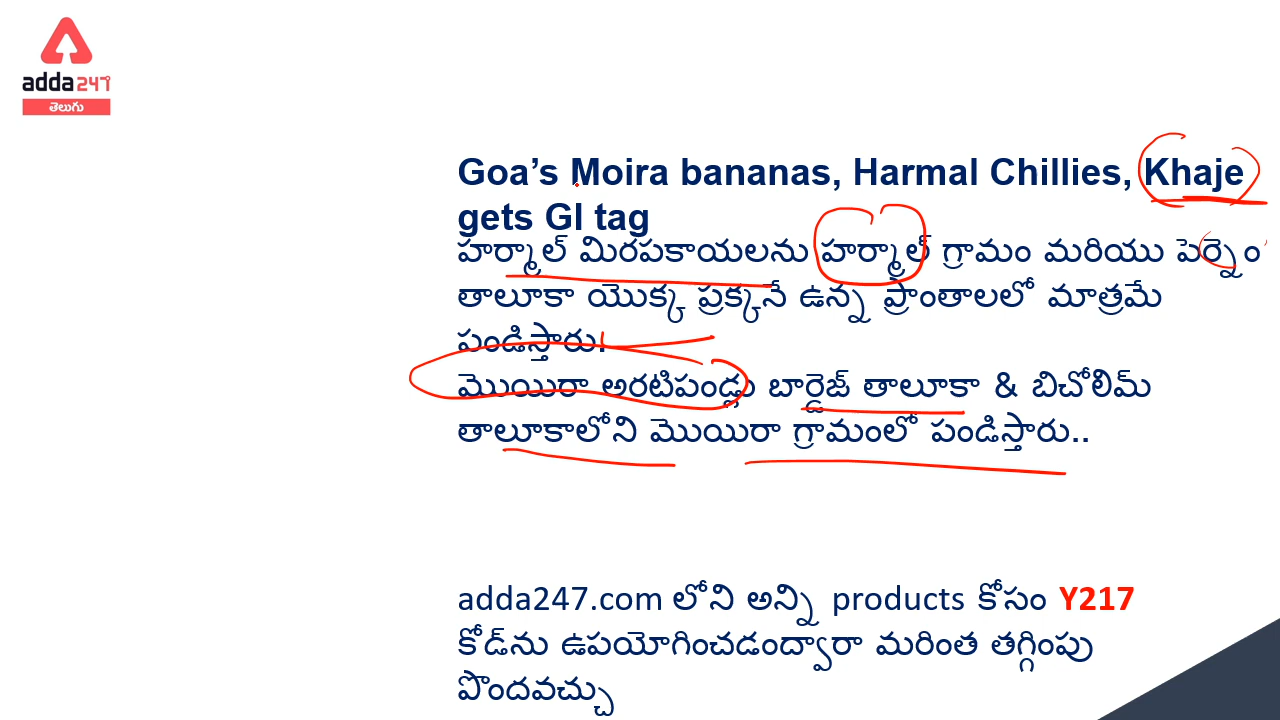 adda247
తెలుగు
Goa’s Moira bananas, Harmal Chillies, Khaje
gets GI tag
హర్మాల్ మిరపకాయలను హర్మాల్ గ్రామం మరియు పెర్నెం
తాలూకా యొక్క ప్రక్కనే ఉన్న ప్రాంతాలలో మాత్రమే
పండిస్తారు.
మొయిరా అరటిపండ్లు బార్డెజ్ తాలూకా & బిచోలిమ్
తాలూకాలోని మొయిరా గ్రామంలో పండిస్తారు..
adda247.com లోని అన్ని products కోసం Y217
కోడ్‌ను ఉపయోగించడంద్వారా మరింత తగ్గింపు
పొందవచ్చు